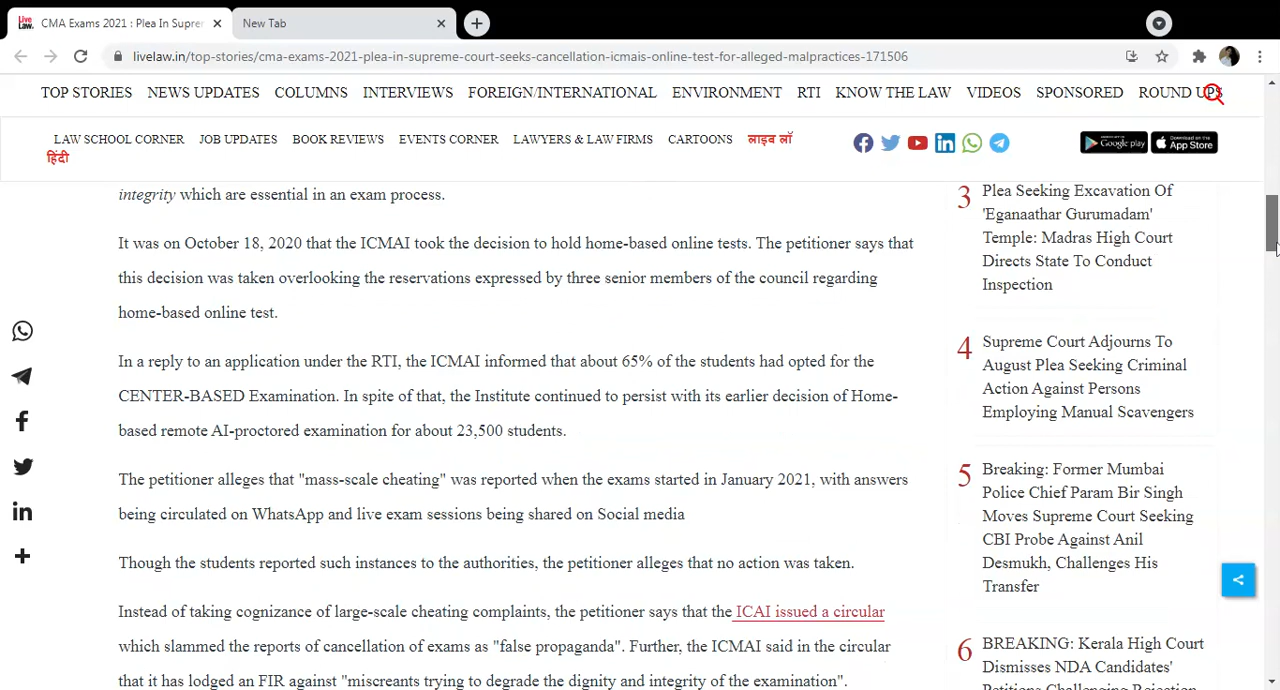 Live Law. CMA Exams 2021 : Plea In Suprer
New Tab
livelaw.in/top-stories/cma-exams-2021-plea-in-supreme-court-seeks-cancellation-icmais-online-test-for-alleged-malpractices-171506
TOP STORIES NEWS UPDATES COLUMNS INTERVIEWS FOREIGN/INTERNATIONAL ENVIRONMENT RTI KNOW THE LAW VIDEOS SPONSORED ROUND UPS
LAW SCHOOL CORNER JOB UPDATES BOOK REVIEWS EVENTS CORNER LAWYERS & LAW FIRMS CARTOONS लाइव लॉ
हिंदी
Google play
Download on the App Store
integrity which are essential in an exam process.
It was on October 18, 2020 that the ICMAI took the decision to hold home-based online tests. The petitioner says that
this decision was taken overlooking the reservations expressed by three senior members of the council regarding
home-based online test.
In a reply to an application under the RTI, the ICMAI informed that about 65% of the students had opted for the
CENTER-BASED Examination. In spite of that, the Institute continued to persist with its earlier decision of Home-
based remote AI-proctored examination for about 23,500 students.
The petitioner alleges that "mass-scale cheating" was reported when the exams started in January 2021, with answers
being circulated on WhatsApp and live exam sessions being shared on Social media
Though the students reported such instances to the authorities, the petitioner alleges that no action was taken.
Instead of taking cognizance of large-scale cheating complaints, the petitioner says that the ICAI issued a circular
which slammed the reports of cancellation of exams as "false propaganda". Further, the ICMAI said in the circular
that it has lodged an FIR against "miscreants trying to degrade the dignity and integrity of the examination".
3 Plea Seeking Excavation Of
'Eganaathar Gurumadam'
Temple: Madras High Court
Directs State To Conduct
Inspection
4 Supreme Court Adjourns To
August Plea Seeking Criminal
Action Against Persons
Employing Manual Scavengers
5 Breaking: Former Mumbai
Police Chief Param Bir Singh
Moves Supreme Court Seeking
CBI Probe Against Anil
Desmukh, Challenges His
Transfer
6 BREAKING: Kerala High Court
Dismisses NDA Candidates'
Petitions Challenging Rejection